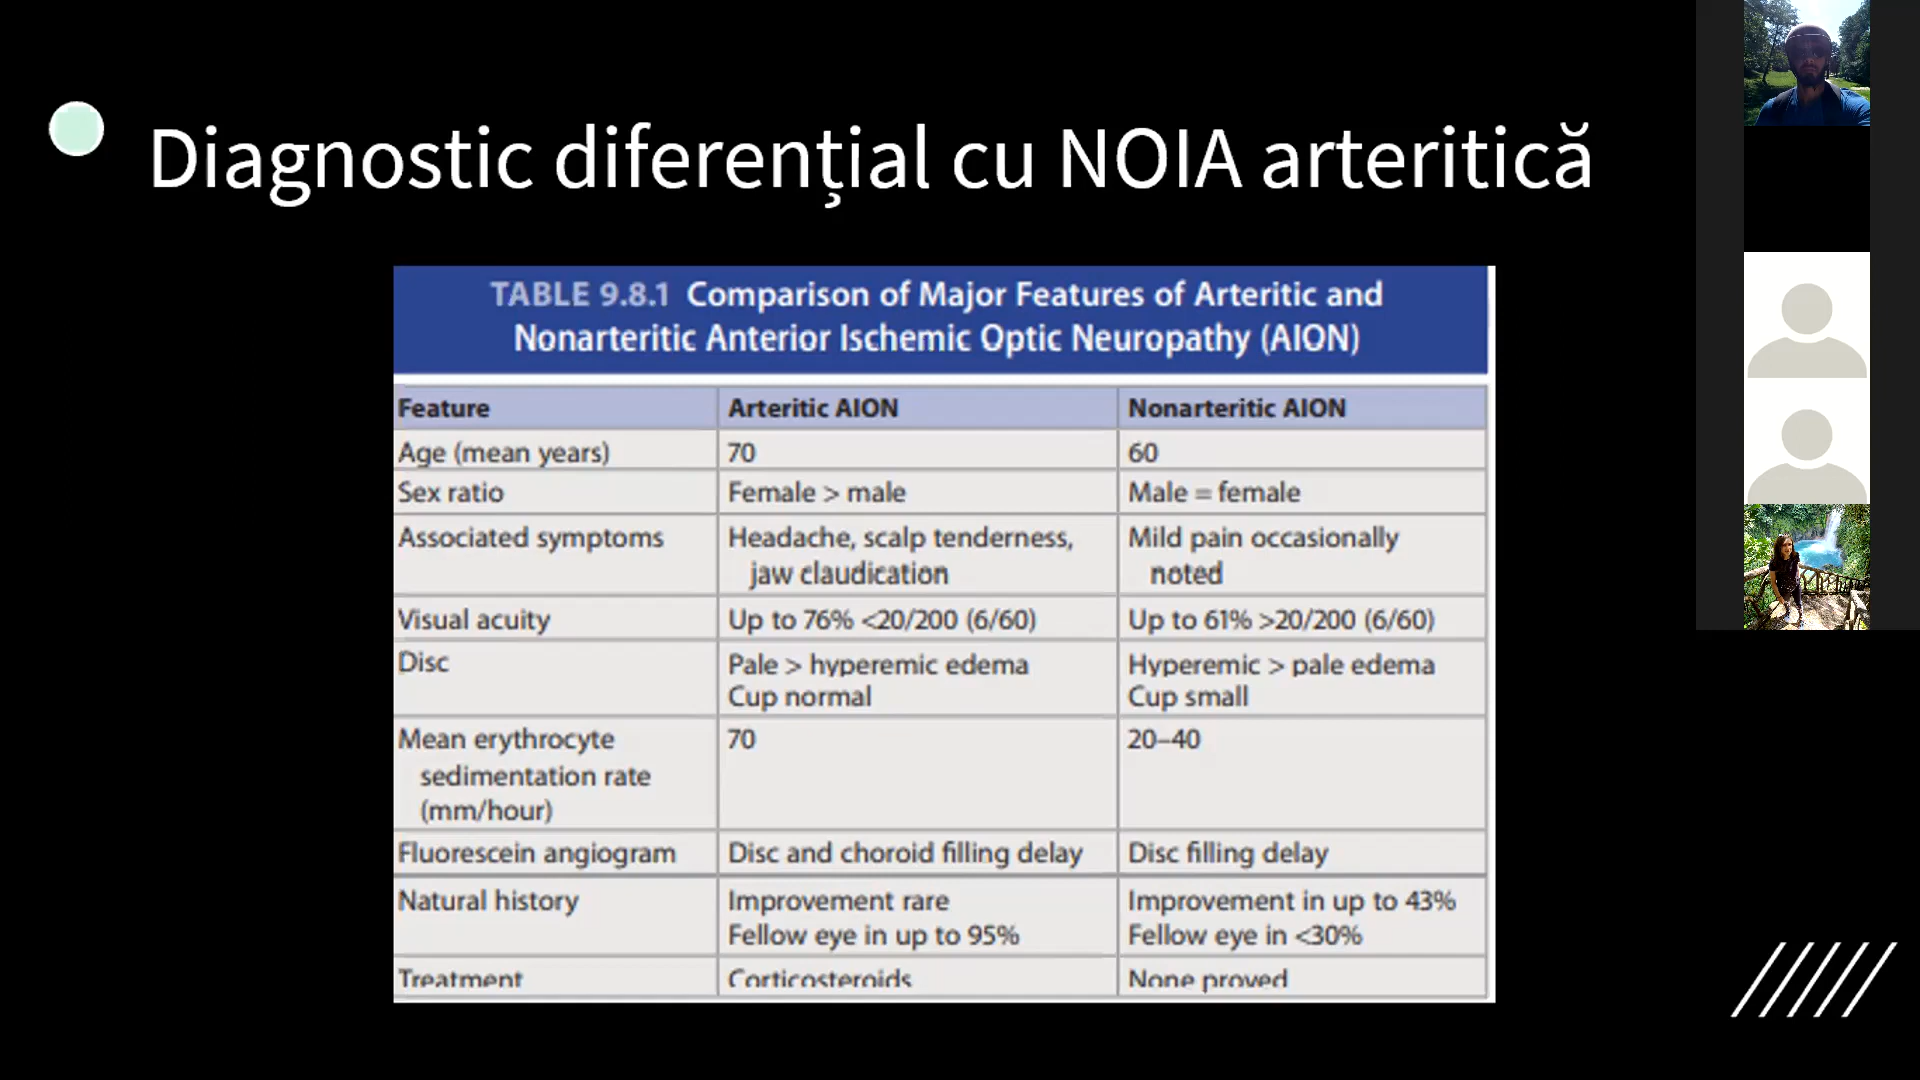 Diagnostic diferențial cu NOIA arteritică
TABLE 9.8.1 Comparison of Major Features of Arteritic and
Nonarteritic Anterior Ischemic Optic Neuropathy (AION)
Feature Arteritic AION Nonarteritic AION
Age (mean years) 70 60
Sex ratio Female > male Male = female
Associated symptoms Headache, scalp tenderness, Mild pain occasionally
jaw claudication noted
Visual acuity Up to 76% <20/200 (6/60) Up to 61% >20/200 (6/60)
Disc Pale > hyperemic edema Hyperemic > pale edema
Cup normal Cup small
Mean erythrocyte 70 20–40
sedimentation rate
(mm/hour)
Fluorescein angiogram Disc and choroid filling delay Disc filling delay
Natural history Improvement rare Improvement in up to 43%
Fellow eye in up to 95% Fellow eye in <30%
Treatment Corticosteroids None proved